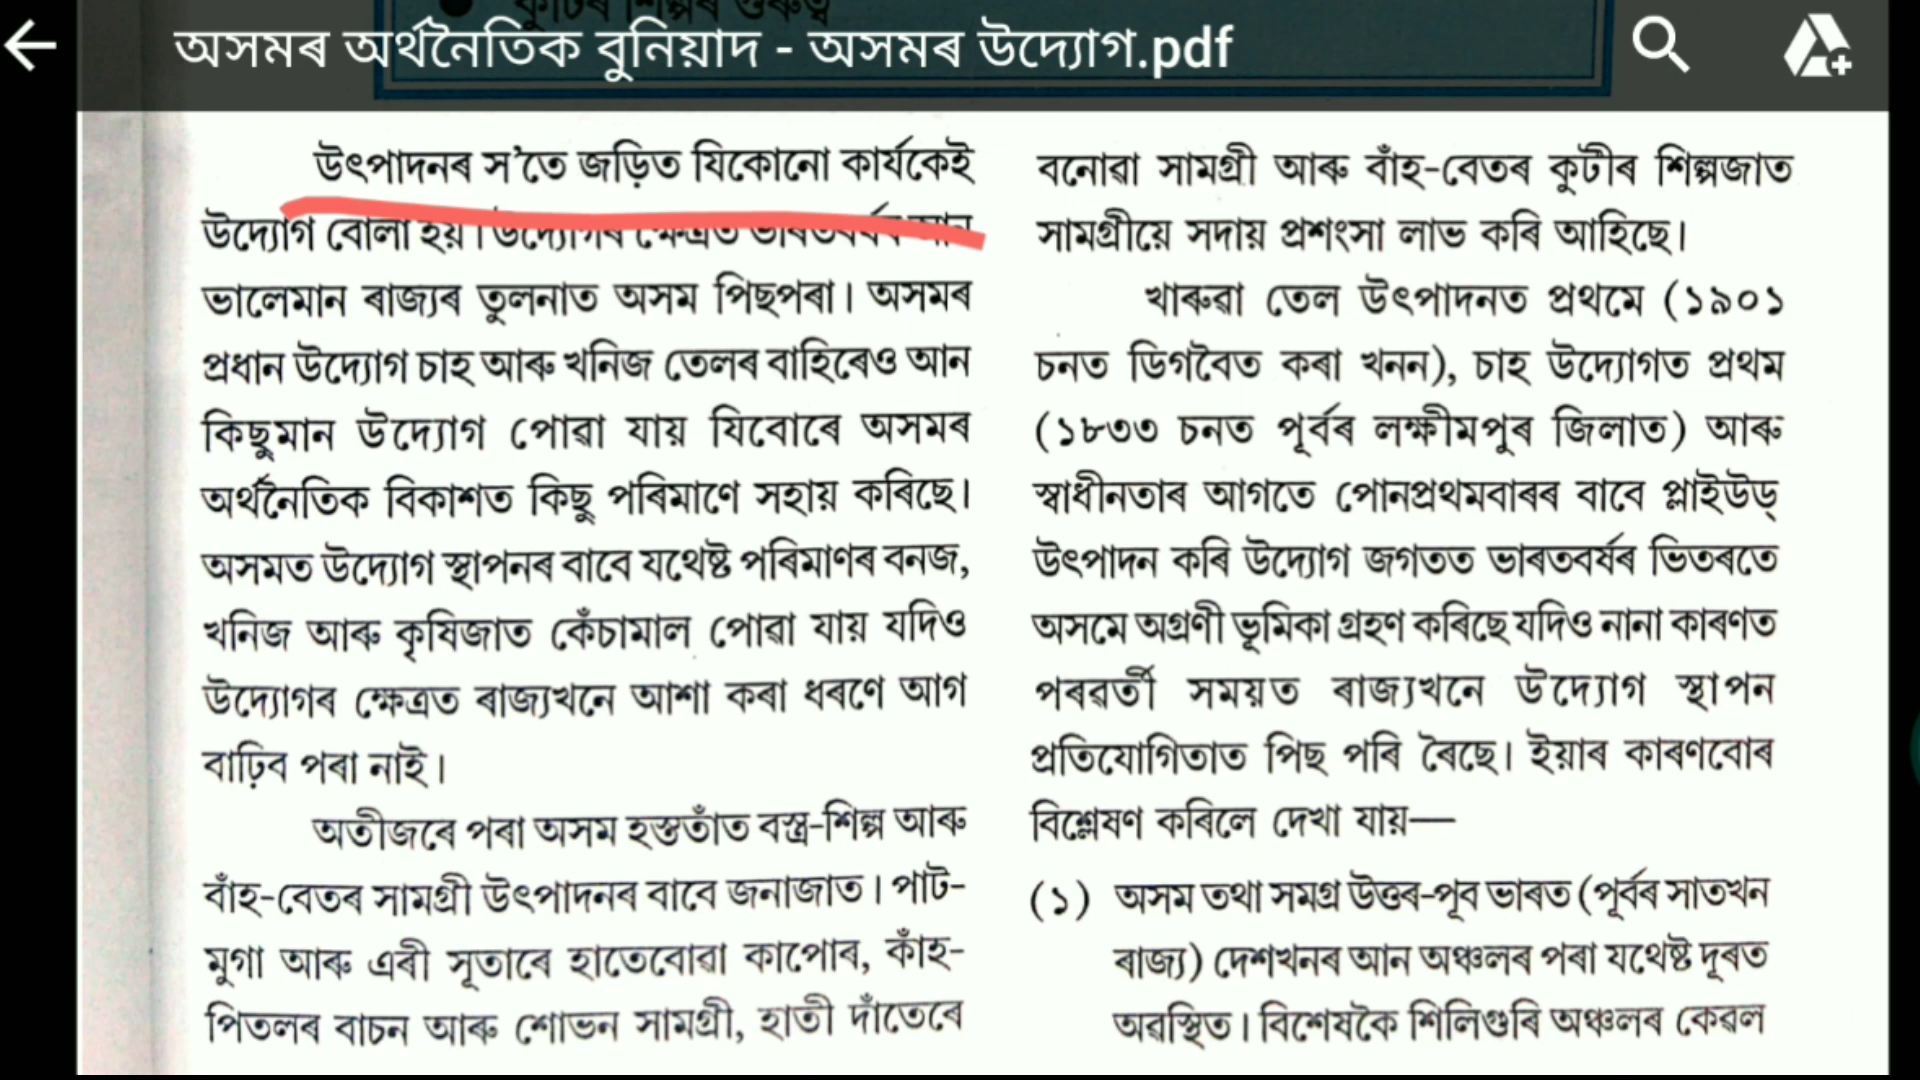 কুটিৰ শিল্পৰ গুৰুত্ব
অসমৰ অৰ্থনৈতিক বুনিয়াদ - অসমৰ উদ্যোগ.pdf
উৎপাদনৰ স'তে জড়িত যিকোনো কাৰ্যকেই
উদ্যোগ বোলা হয়। উদ্যোগৰ ক্ষেত্ৰত ভাৰতবৰ্ষৰ আন
ভালেমান ৰাজ্যৰ তুলনাত অসম পিছপৰা। অসমৰ
প্ৰধান উদ্যোগ চাহ আৰু খনিজ তেলৰ বাহিৰেও আন
কিছুমান উদ্যোগ পোৱা যায় যিবোৰে অসমৰ
অৰ্থনৈতিক বিকাশত কিছু পৰিমাণে সহায় কৰিছে।
অসমত উদ্যোগ স্থাপনৰ বাবে যথেষ্ট পৰিমাণৰ বনজ,
খনিজ আৰু কৃষিজাত কেঁচামাল পোৱা যায় যদিও
উদ্যোগৰ ক্ষেত্ৰত ৰাজ্যখনে আশা কৰা ধৰণে আগ
বাঢ়িব পৰা নাই।
অতীজৰে পৰা অসম হস্ততাঁত বস্ত্ৰ-শিল্প আৰু
বাঁহ-বেতৰ সামগ্ৰী উৎপাদনৰ বাবে জনাজাত। পাট-
মুগা আৰু এৰী সূতাৰে হাতেবোৱা কাপোৰ, কাঁহ-
পিতলৰ বাচন আৰু শোভন সামগ্ৰী, হাতী দাঁতেৰে
বনোৱা সামগ্ৰী আৰু বাঁহ-বেতৰ কুটীৰ শিল্পজাত
সামগ্ৰীয়ে সদায় প্ৰশংসা লাভ কৰি আহিছে।
খাৰুৱা তেল উৎপাদনত প্ৰথমে (১৯০১
চনত ডিগবৈত কৰা খনন), চাহ উদ্যোগত প্ৰথম
(১৮৩৩ চনত পূৰ্বৰ লক্ষীমপুৰ জিলাত) আৰু
স্বাধীনতাৰ আগতে পোনপ্ৰথমবাৰৰ বাবে প্লাইউড্
উৎপাদন কৰি উদ্যোগ জগতত ভাৰতবৰ্ষৰ ভিতৰতে
অসমে অগ্ৰণী ভূমিকা গ্ৰহণ কৰিছে যদিও নানা কাৰণত
পৰৱৰ্তী সময়ত ৰাজ্যখনে উদ্যোগ স্থাপন
প্ৰতিযোগিতাত পিছ পৰি ৰৈছে। ইয়াৰ কাৰণবোৰ
বিশ্লেষণ কৰিলে দেখা যায়—
(১) অসম তথা সমগ্ৰ উত্তৰ-পূব ভাৰত (পূৰ্বৰ সাতখন
ৰাজ্য) দেশখনৰ আন অঞ্চলৰ পৰা যথেষ্ট দূৰত
অৱস্থিত। বিশেষকৈ শিলিগুৰি অঞ্চলৰ কেৱল